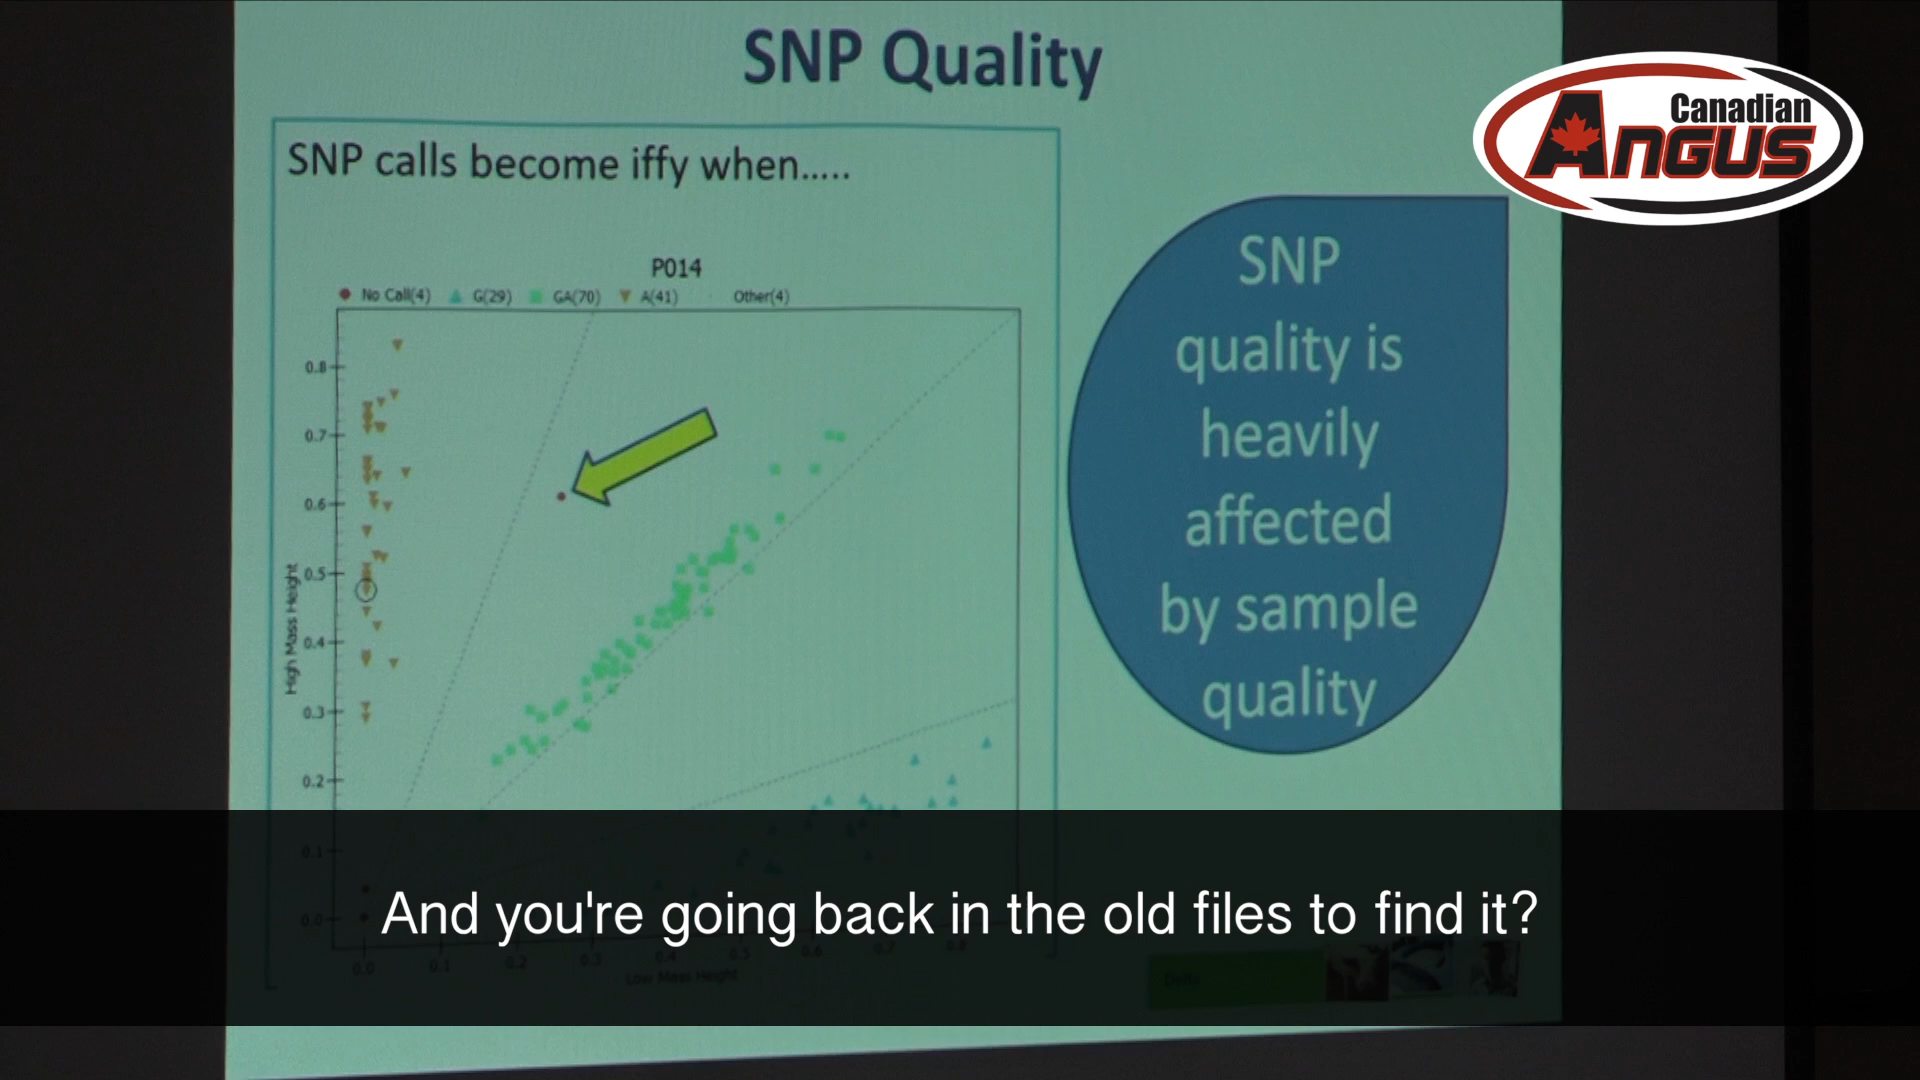 SNP Quality
Canadian
ANGUS
SNP calls become iffy when.....
P014
No Call(4) G(29) GA(70) A(41) Other(4)
0.8
0.7
0.6
0.5
0.4
0.3
0.2
0.1
0.0
High Mass Height
0.0 0.1 0.2 0.3 0.4 0.5 0.6 0.7 0.8
Low Mass Height
SNP
quality is
heavily
affected
by sample
quality
And you're going back in the old files to find it?